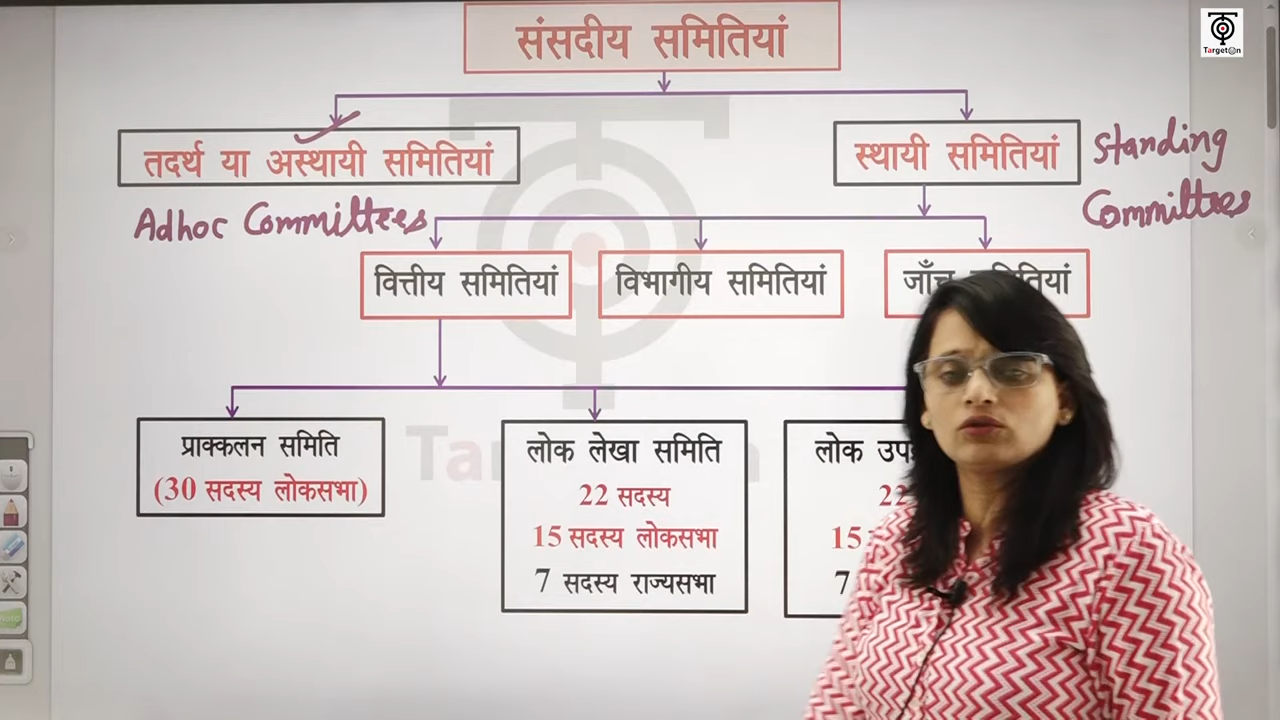 संसदीय समितियां
TargetOn
तदर्थ या अस्थायी समितियां
स्थायी समितियां
Standing
Committees
Adhoc Committees
वित्तीय समितियां
विभागीय समितियां
जाँच
प्राक्कलन समिति
(30 सदस्य लोकसभा)
लोक लेखा समिति
22 सदस्य
15 सदस्य लोकसभा
7 सदस्य राज्यसभा
लोक
22
15
7